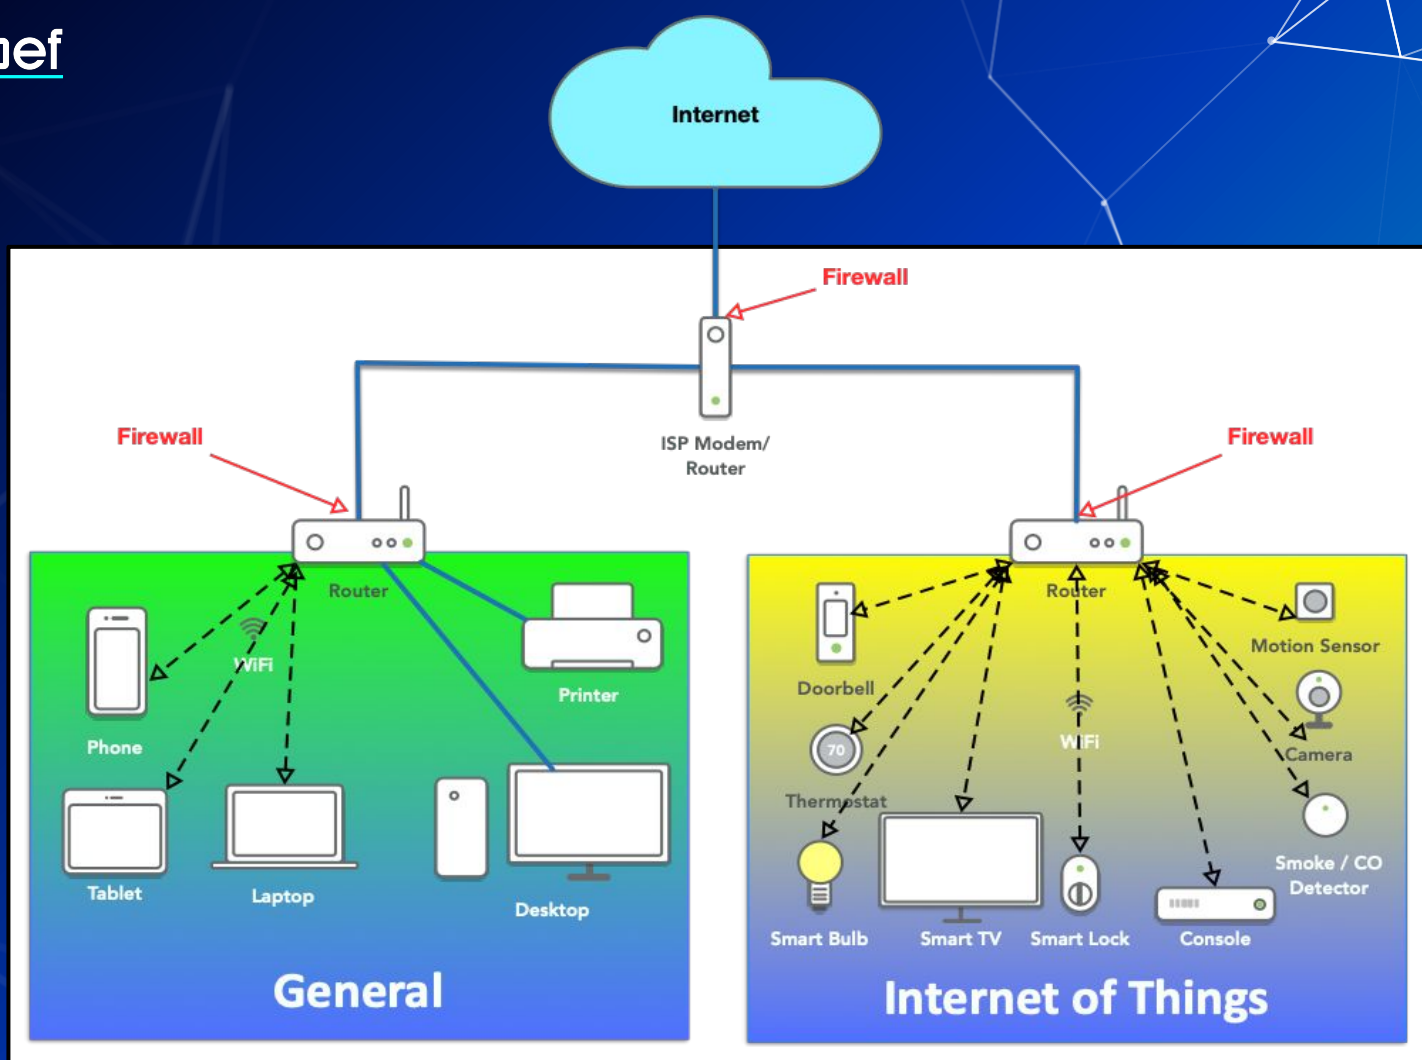 Internet
Firewall
ISP Modem/
Router
Firewall
Firewall
Router
WiFi
Phone
Printer
Tablet
Laptop
Desktop
General
Router
Doorbell
Motion Sensor
70
WiFi
Camera
Thermostat
Smoke / CO
Detector
Smart Bulb
Smart TV
Smart Lock
Console
Internet of Things